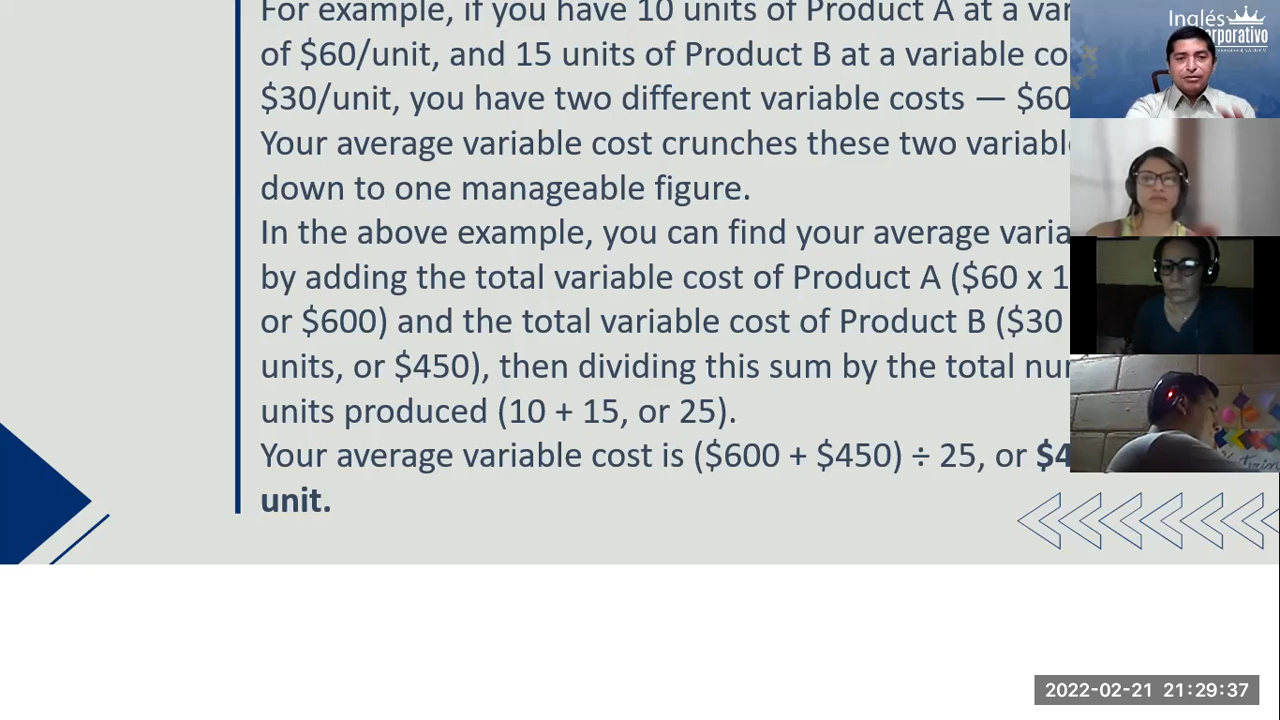 For example, if you have 10 units of Product A at a var
of $60/unit, and 15 units of Product B at a variable co
$30/unit, you have two different variable costs — $60
Your average variable cost crunches these two variabl
down to one manageable figure.
In the above example, you can find your average varia
by adding the total variable cost of Product A ($60 x 1
or $600) and the total variable cost of Product B ($30
units, or $450), then dividing this sum by the total nu
units produced (10 + 15, or 25).
Your average variable cost is ($600 + $450) ÷ 25, or $4
unit.
Inglés
rporativo
2022-02-21 21:29:37